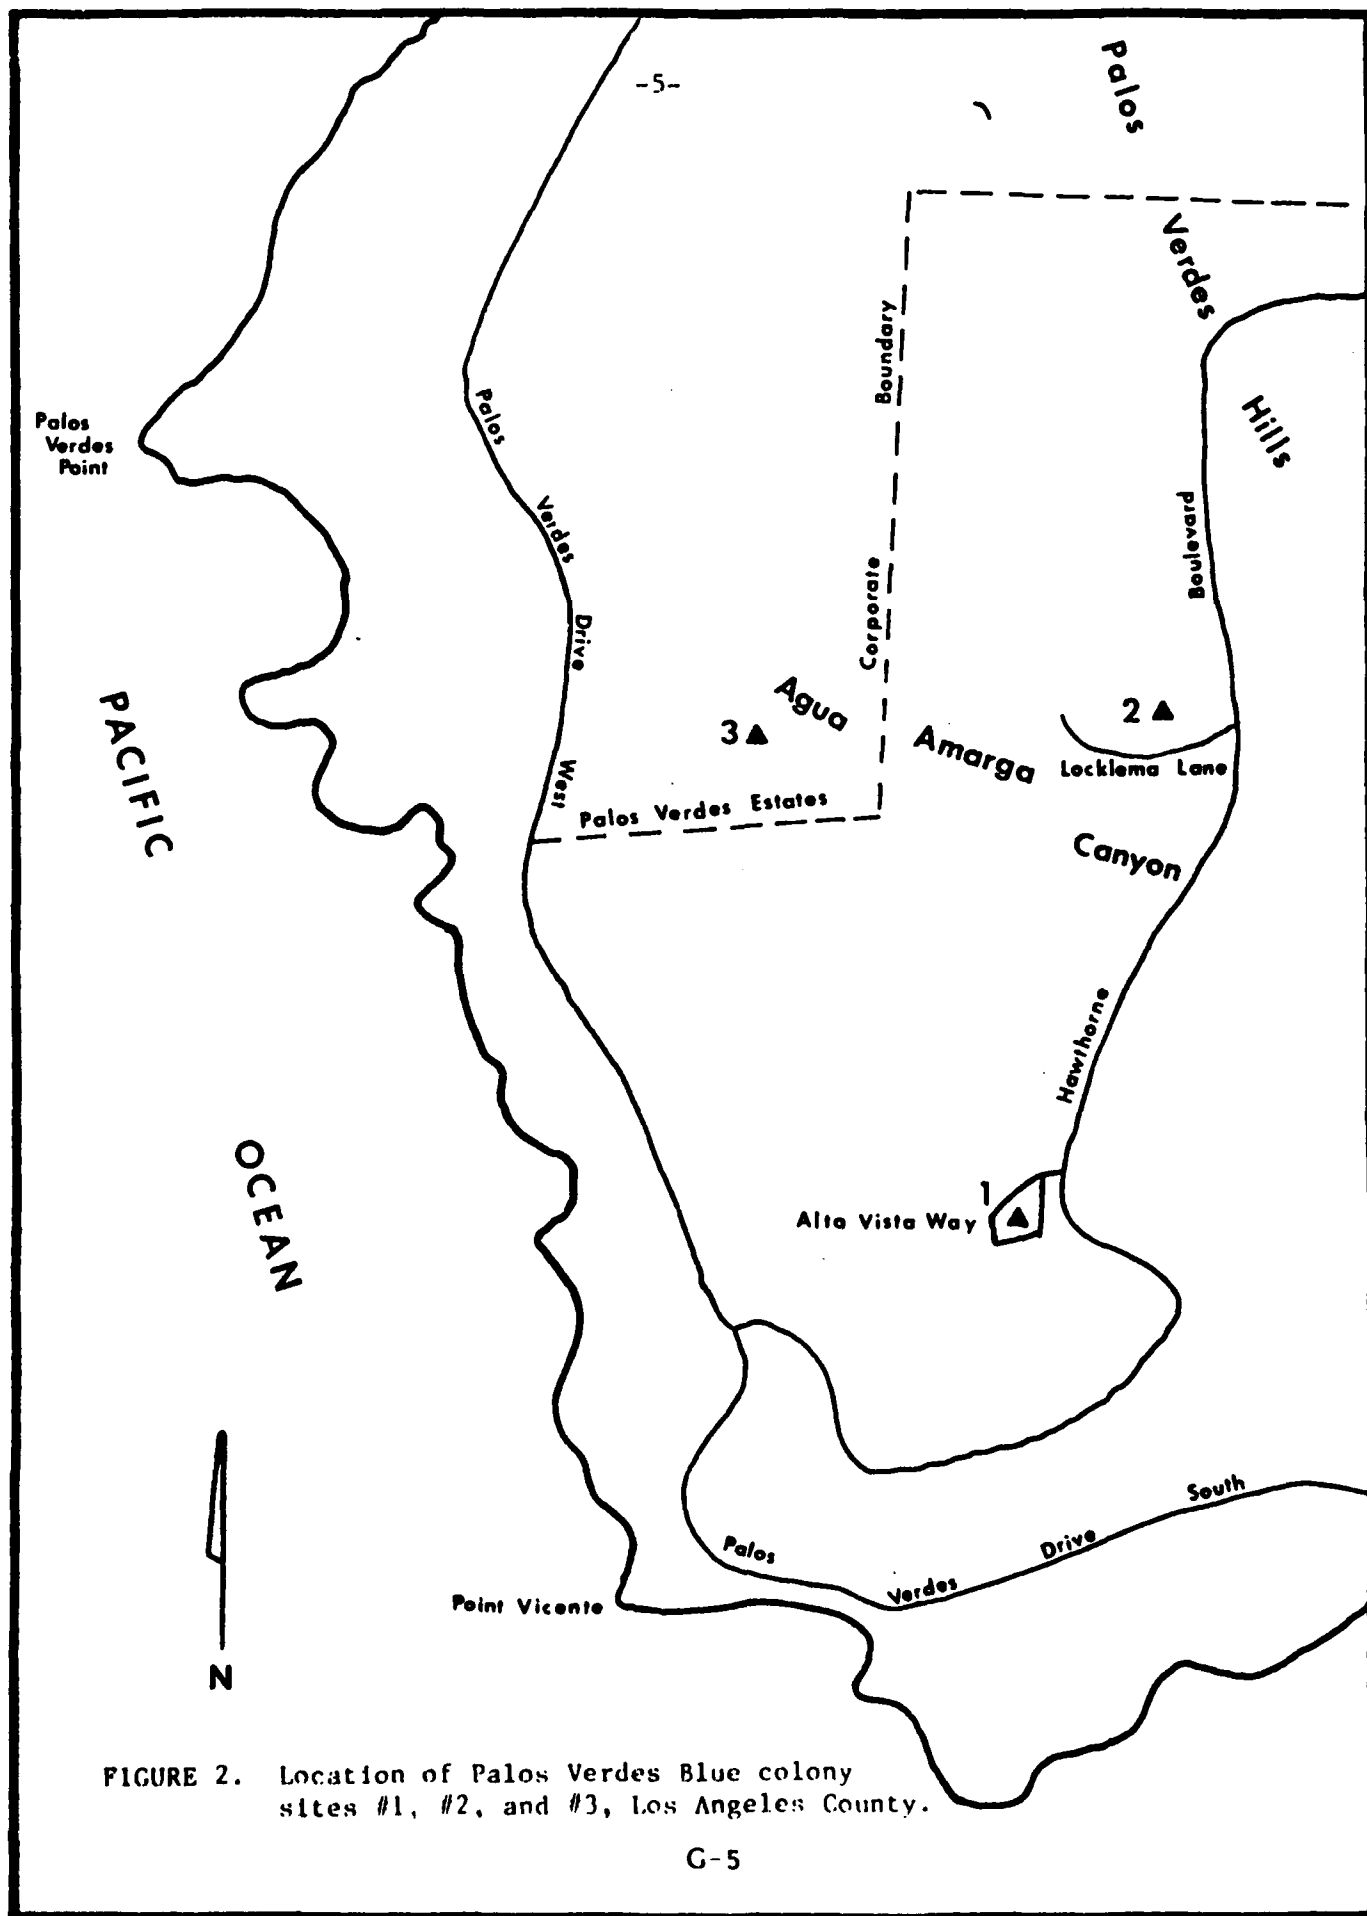 -5-
Palos
Verdes
Hills
Palos
Verdes
Point
Palos
Verdes
Drive
West
Boundary
Corporate
Palos Verdes Estates
Agua
Amarga
Canyon
3
2
Locklema Lane
Boulevard
Hawthorne
PACIFIC
OCEAN
1
Alta Vista Way
Palos
Verdes
Drive
South
Point Vicente
N
FIGURE 2. Location of Palos Verdes Blue colony
sites #1, #2, and #3, Los Angeles County.
G-5